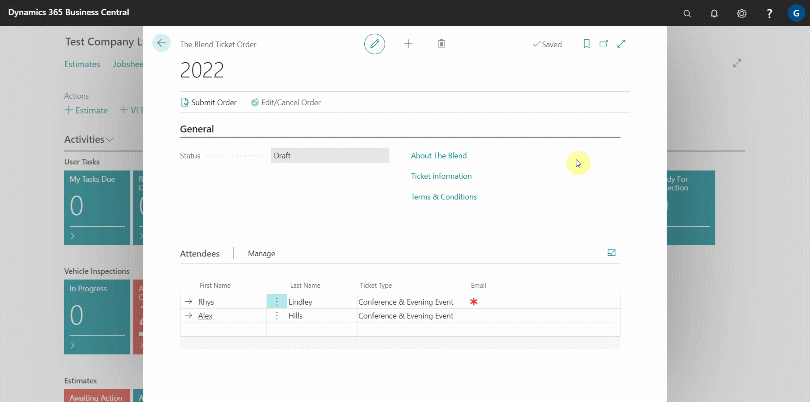 Dynamics 365 Business Central
G
Test Company L
Estimates Jobshee
Actions
Estimate
Activities
User Tasks
My Tasks Due
0
Vehicle Inspections
In Progress
0
Estimates
Awaiting Action
The Blend Ticket Order
Saved
2022
Submit Order Edit/Cancel Order
General
Status Draft
About The Blend
Ticket information
Terms & Conditions
Attendees Manage
First Name Last Name Ticket Type Email
Rhys Lindley Conference & Evening Event
Alex Hills Conference & Evening Event
dy For
ection